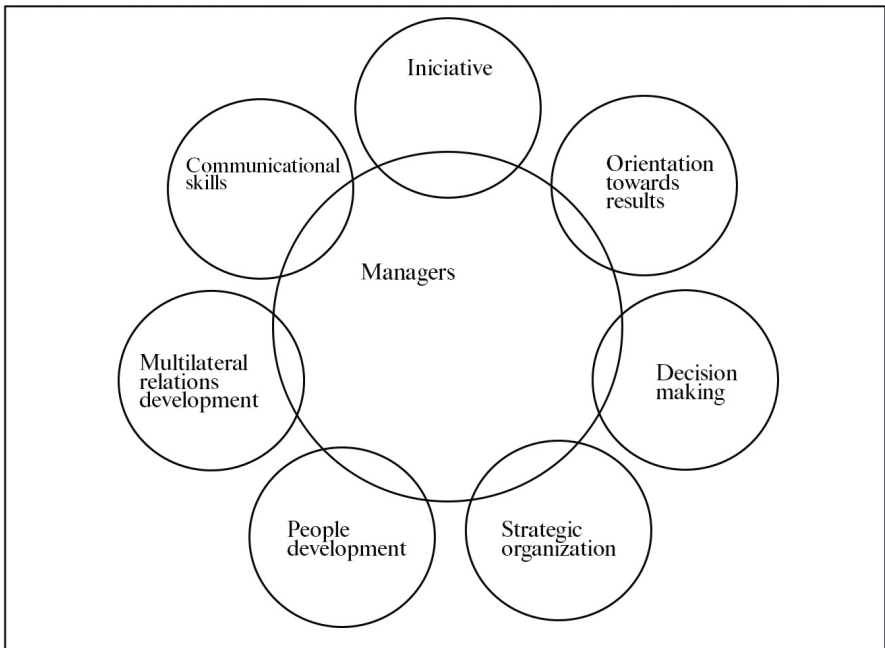 Iniciative
Communicational
skills
Orientation
towards
results
Managers
Multilateral
relations
development
Decision
making
People
development
Strategic
organization